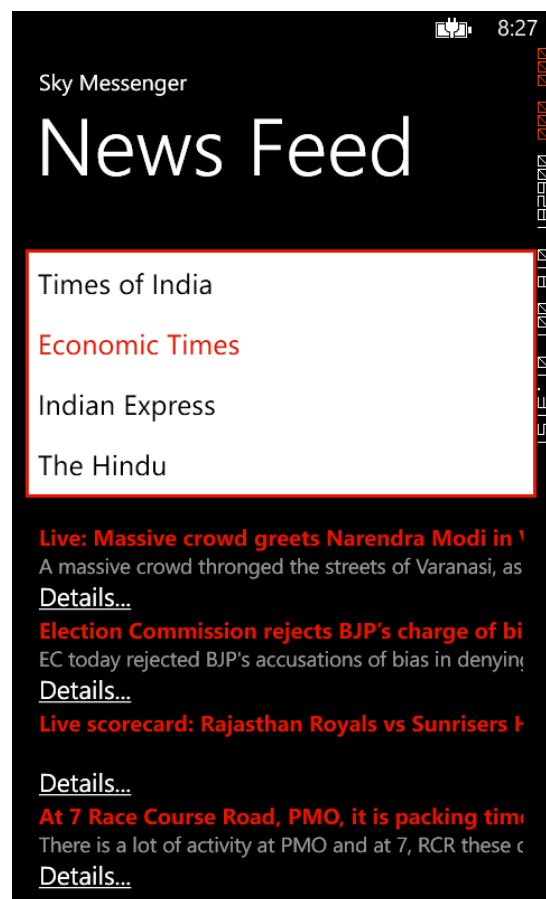 8:27
Sky Messenger
News Feed
Times of India
Economic Times
Indian Express
The Hindu
Live: Massive crowd greets Narendra Modi in
A massive crowd thronged the streets of Varanasi, as
Details...
Election Commission rejects BJP's charge of bi
EC today rejected BJP's accusations of bias in denying
Details...
Live scorecard: Rajasthan Royals vs Sunrisers H
Details...
At 7 Race Course Road, PMO, it is packing time
There is a lot of activity at PMO and at 7, RCR these
Details...